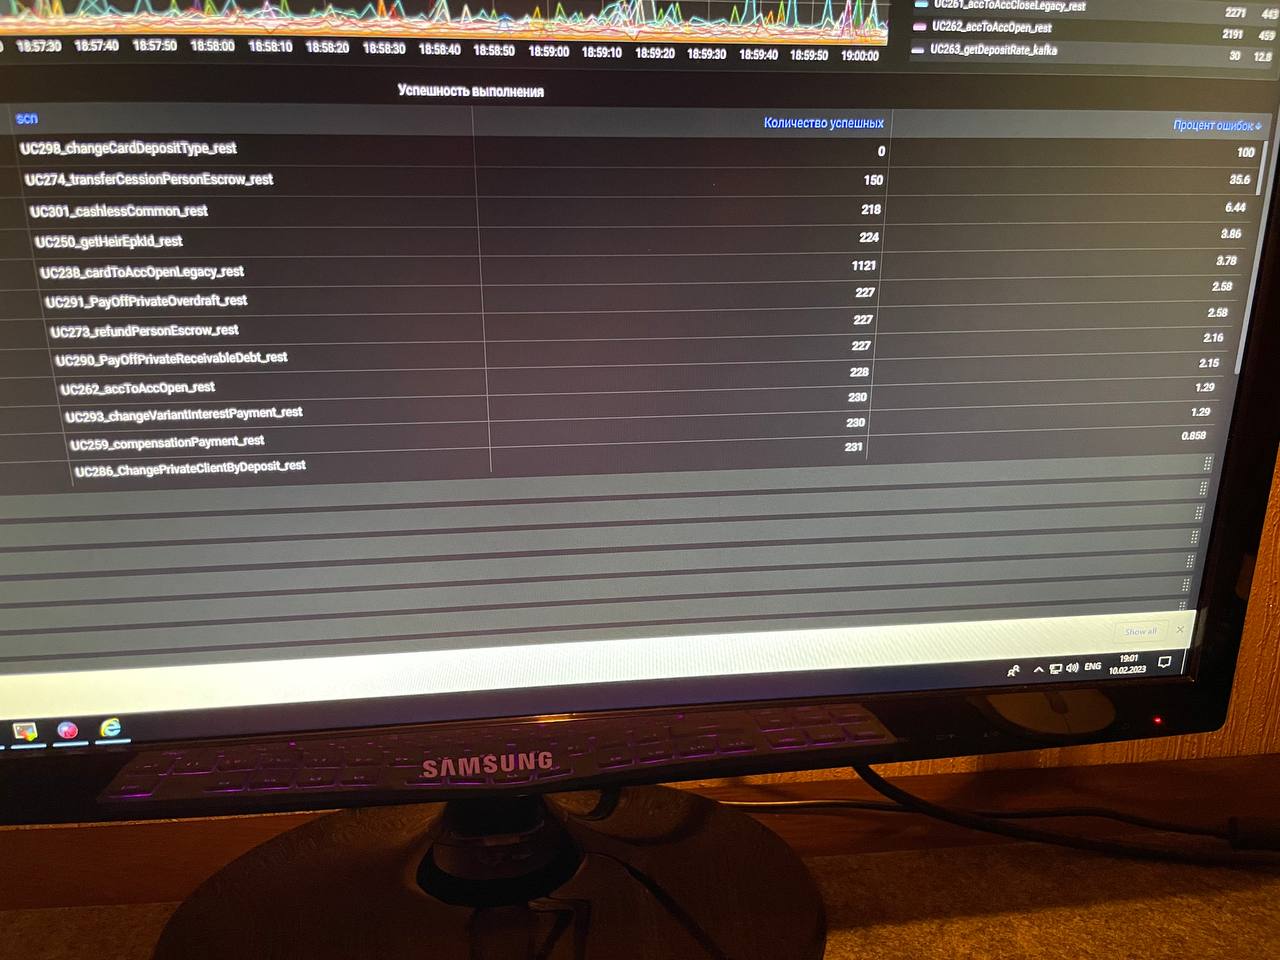 UC261_accToAccCloseLegacy_rest 2271 443
18:57:30 18:57:40 18:57:50 18:58:00 18:58:10 18:58:20 18:58:30 18:58:40 18:58:50 18:59:00 18:59:10 18:59:20 18:59:30 18:59:40 18:59:50 19:00:00
UC262_accToAccOpen_rest 2191 459
UC263_getDepositRate_kafka 30 12.8
Успешность выполнения
scn Количество успешных Процент ошибок
UC298_changeCardDepositType_rest 0 100
UC274_transferCessionPersonEscrow_rest 150 35.6
UC301_cashlessCommon_rest 218 6.44
UC250_getHeirEpkId_rest 224 3.86
UC238_cardToAccOpenLegacy_rest 1121 3.78
UC291_PayOffPrivateOverdraft_rest 227 2.58
UC273_refundPersonEscrow_rest 227 2.58
UC290_PayOffPrivateReceivableDebt_rest 227 2.16
UC262_accToAccOpen_rest 228 2.15
UC293_changeVariantInterestPayment_rest 230 1.29
UC259_compensationPayment_rest 230 1.29
UC286_ChangePrivateClientByDeposit_rest 231 0.858
Show all
ENG 19:01
10.02.2023
SAMSUNG